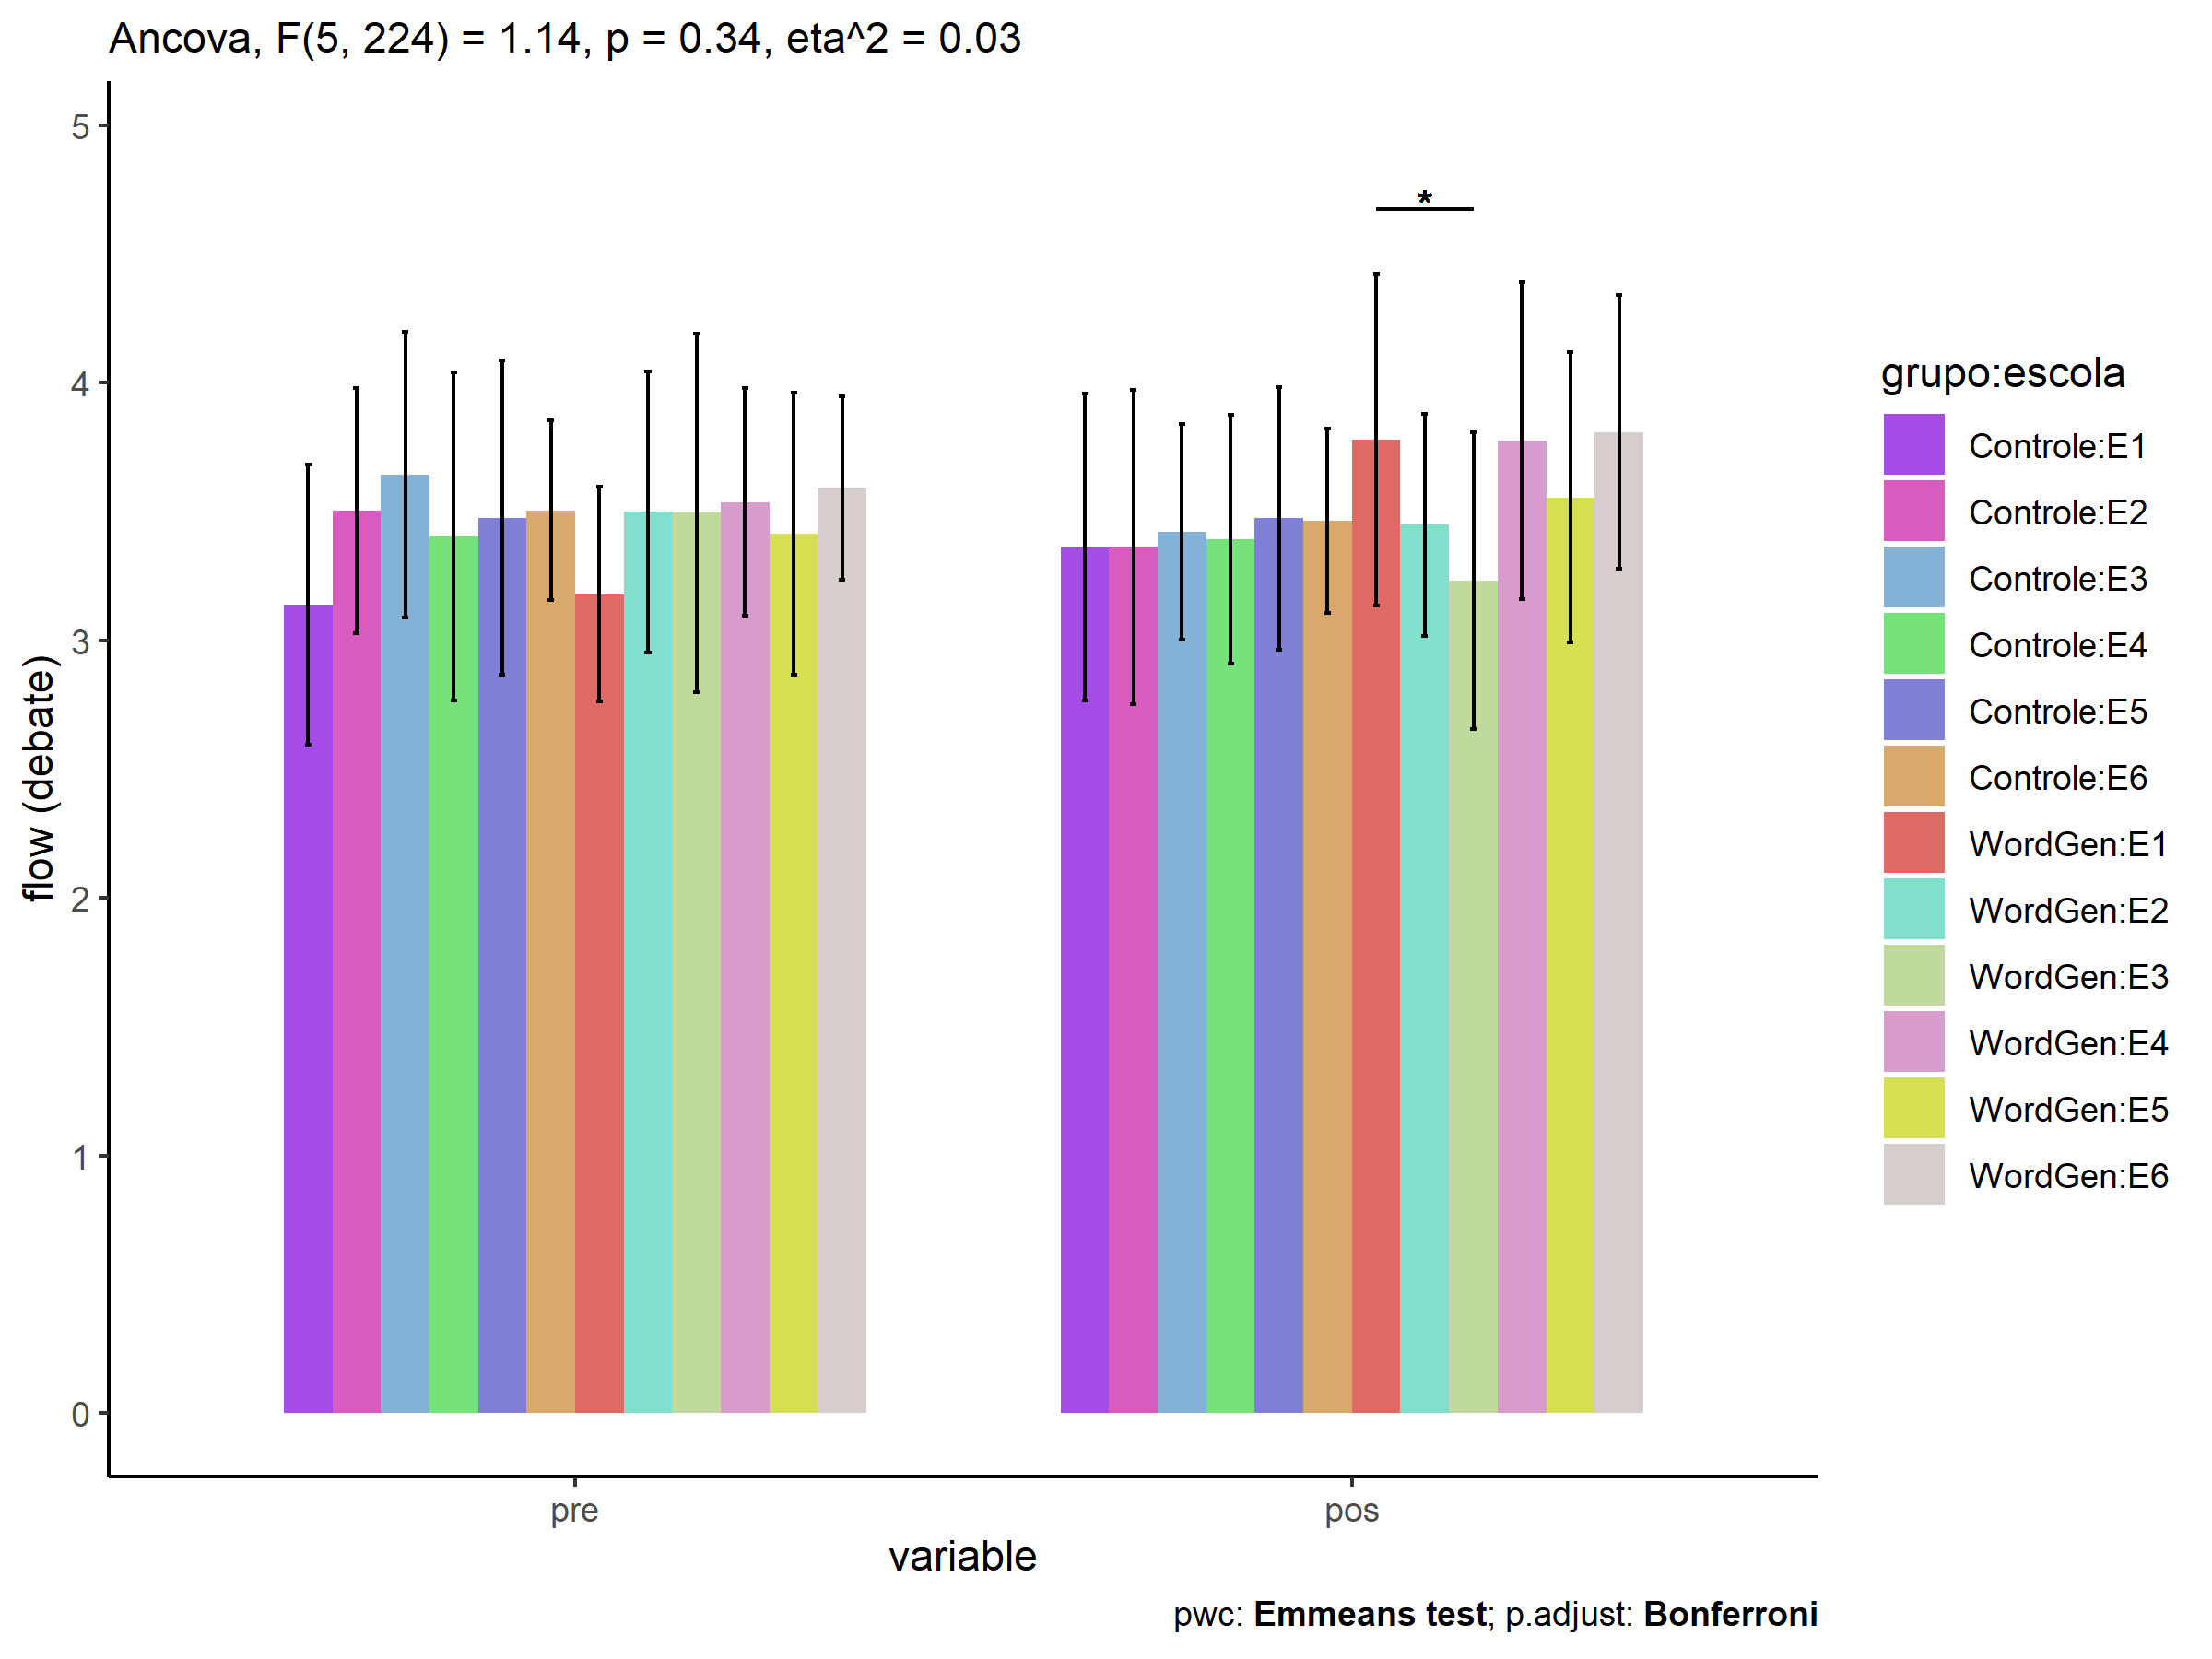 Ancova, F(5, 224) = 1.14, p = 0.34, eta^2 = 0.03
5
4
3
2
1
0
flow (debate)
*
pre
pos
variable
pwc: Emmeans test; p.adjust: Bonferroni
grupo:escola
Controle:E1
Controle:E2
Controle:E3
Controle:E4
Controle:E5
Controle:E6
WordGen:E1
WordGen:E2
WordGen:E3
WordGen:E4
WordGen:E5
WordGen:E6